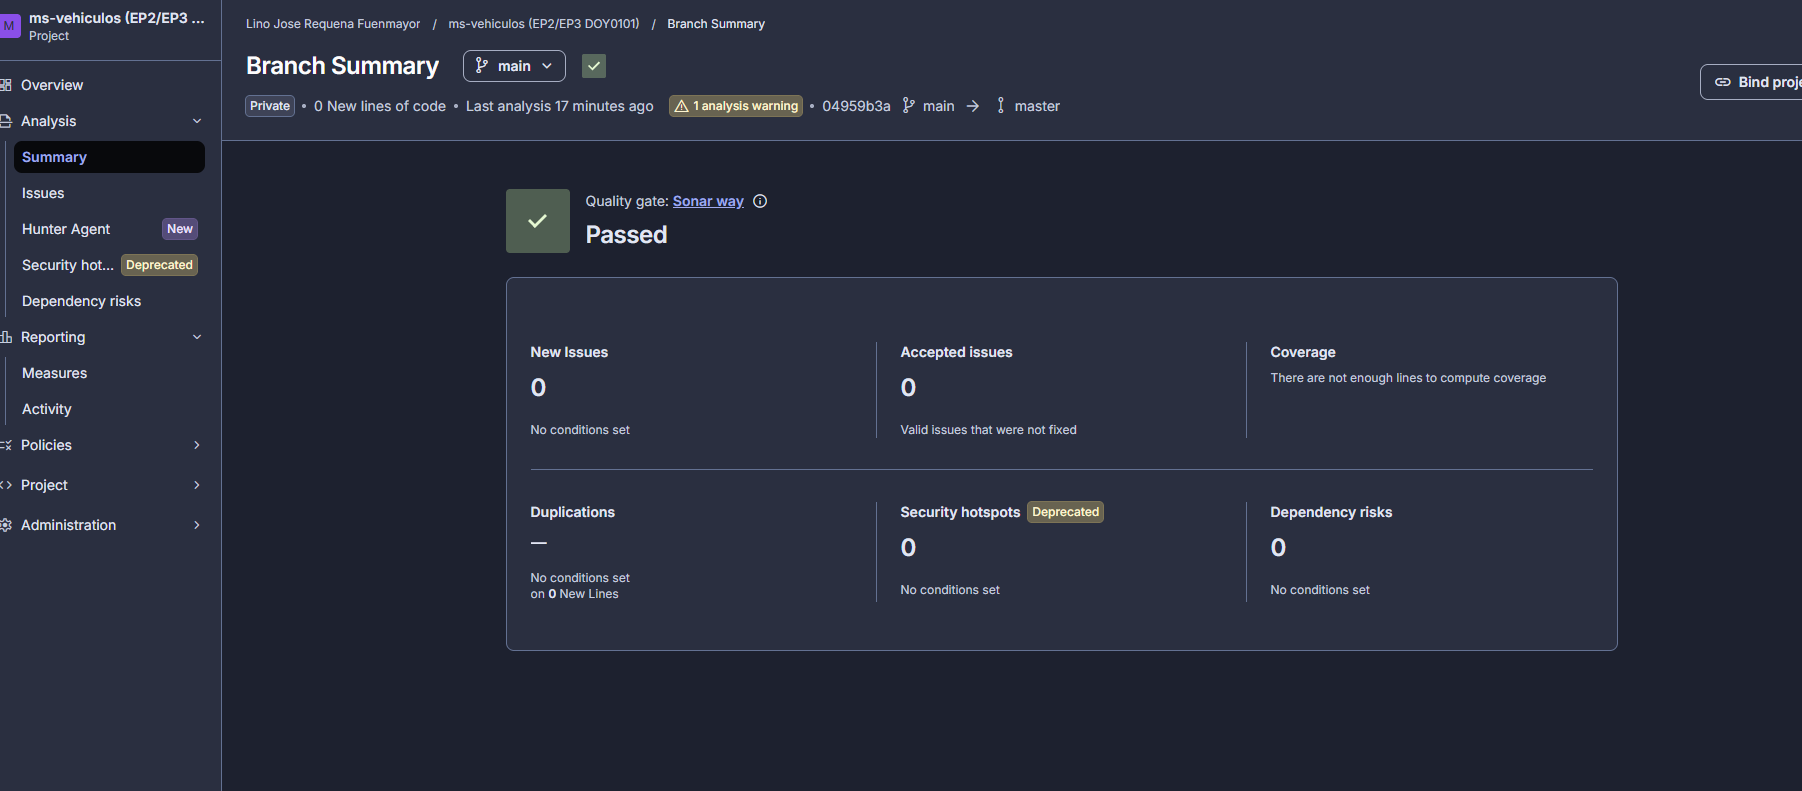 ms-vehiculos (EP2/EP3 ...
Project
Overview
Analysis
Summary
Issues
Hunter Agent New
Security hot... Deprecated
Dependency risks
Reporting
Measures
Activity
Policies
Project
Administration
Lino Jose Requena Fuenmayor / ms-vehiculos (EP2/EP3 DOY0101) / Branch Summary
Branch Summary main
Private • 0 New lines of code • Last analysis 17 minutes ago 1 analysis warning • 04959b3a main → master
Bind proje
Quality gate: Sonar way
Passed
New Issues
0
No conditions set
Accepted issues
0
Valid issues that were not fixed
Coverage
There are not enough lines to compute coverage
Duplications
—
No conditions set
on 0 New Lines
Security hotspots Deprecated
0
No conditions set
Dependency risks
0
No conditions set